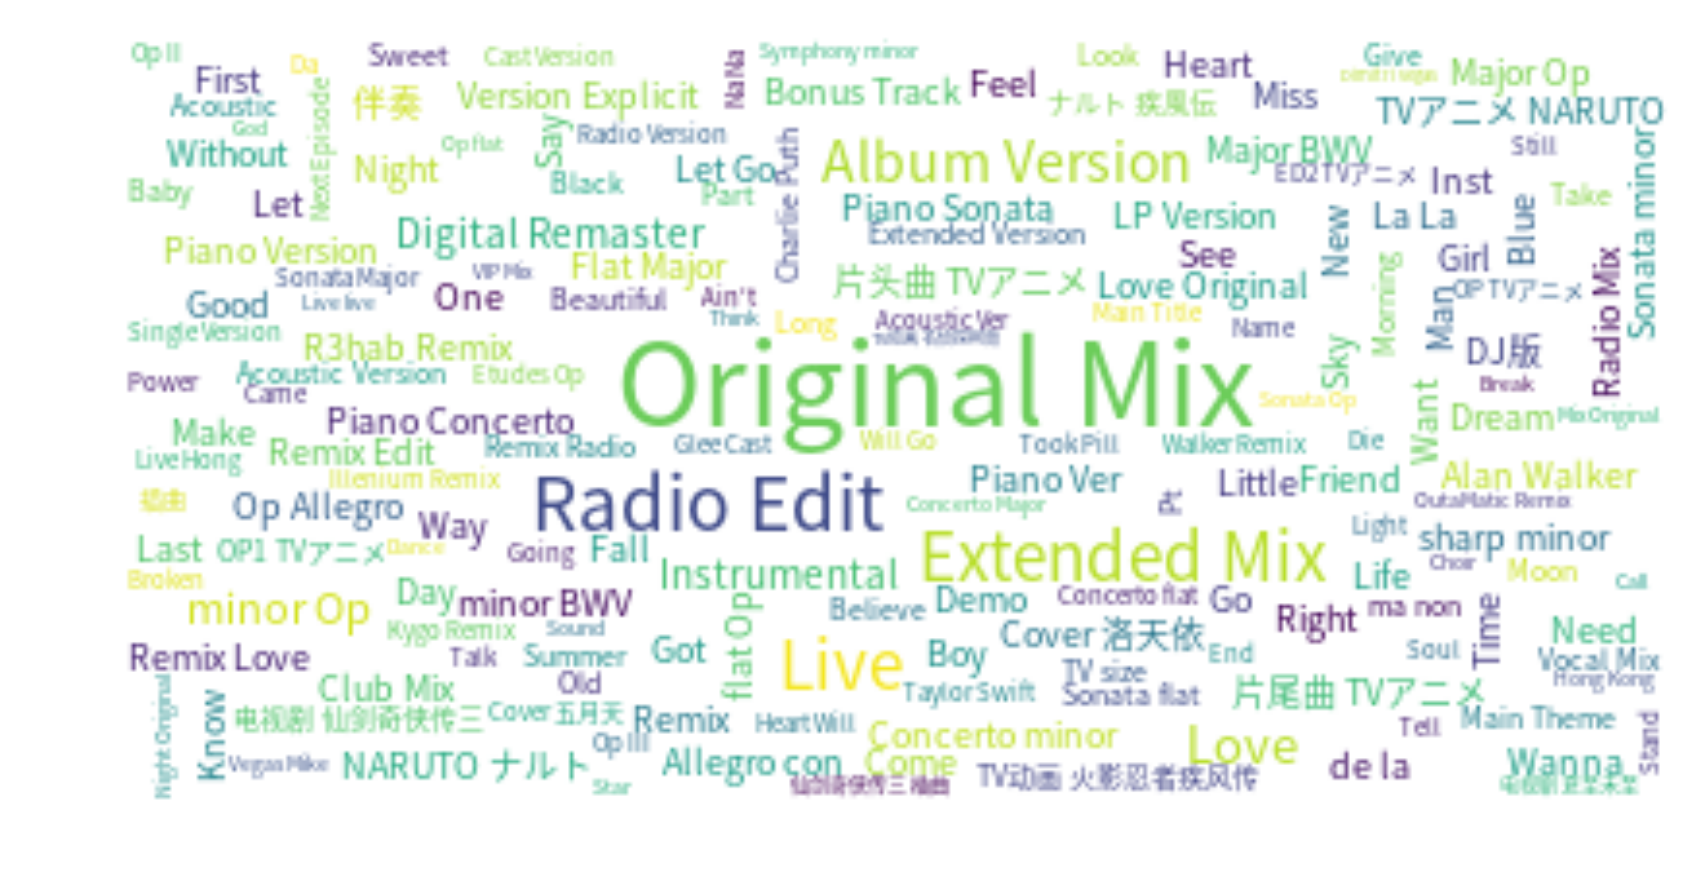 Op II
Da
Sweet
Cast Version
Na Na
Symphony minor
Look
Heart
Give
Major Op
First
Acoustic
God
Next Episode
伴奏
Version Explicit
Bonus Track
Feel
ナルト 疾風伝
Miss
TVアニメ NARUTO
Without
Night
Op flat
Say
Radio Version
Black
Let Go
Part
Charlie Puth
Album Version
Major BWV
ED2 TVアニメ
Still
Inst
Take
Sonata minor
Baby
Let
Digital Remaster
Piano Sonata
Extended Version
LP Version
New
La La
Blue
Piano Version
Sonata Major
VIP Mix
Flat Major
片头曲 TVアニメ
See
Love Original
Girl
Morning
Man
OP TVアニメ
Radio Mix
Good
Live live
One
Beautiful
Ain't
Think
Long
Acoustic Ver
Main Title
Name
Single Version
R3hab Remix
Original Mix
Sky
DJ版
Power
Acoustic Version
Came
Etudes Op
Sonata Op
Break
Want
Dream
Mix Original
Piano Concerto
Make
Live Hong
Remix Edit
Remix Radio
Glee Cast
Will Go
Took Pill
Walker Remix
Die
Illenium Remix
插曲
Op Allegro
Way
Radio Edit
Piano Ver
Concerto Major
Little
Friend
Alan Walker
OutaMatic Remix
Light
sharp minor
Last
OP1 TVアニメ
Dance
Going
Fall
Extended Mix
Choir
Broken
Instrumental
Life
Moon
Call
minor Op
Day
minor BWV
flat Op
Believe
Demo
Concerto flat
Go
Right
ma non
Time
Kygo Remix
Sound
Cover 洛天依
Need
Remix Love
Talk
Summer
Got
Live
Boy
End
Soul
Vocal Mix
Hong Kong
Night Original
Know
Club Mix
Old
Taylor Swift
TV size
Sonata flat
片尾曲 TVアニメ
电视剧 仙剑奇侠传三
Cover 五月天
Remix
Heart Will
Op III
Concerto minor
Love
Tell
Main Theme
Stand
Vegas Mike
NARUTO ナルト
Star
Allegro con
Come
仙剑奇侠传三 插曲
TV动画 火影忍者疾风传
de la
Wanna